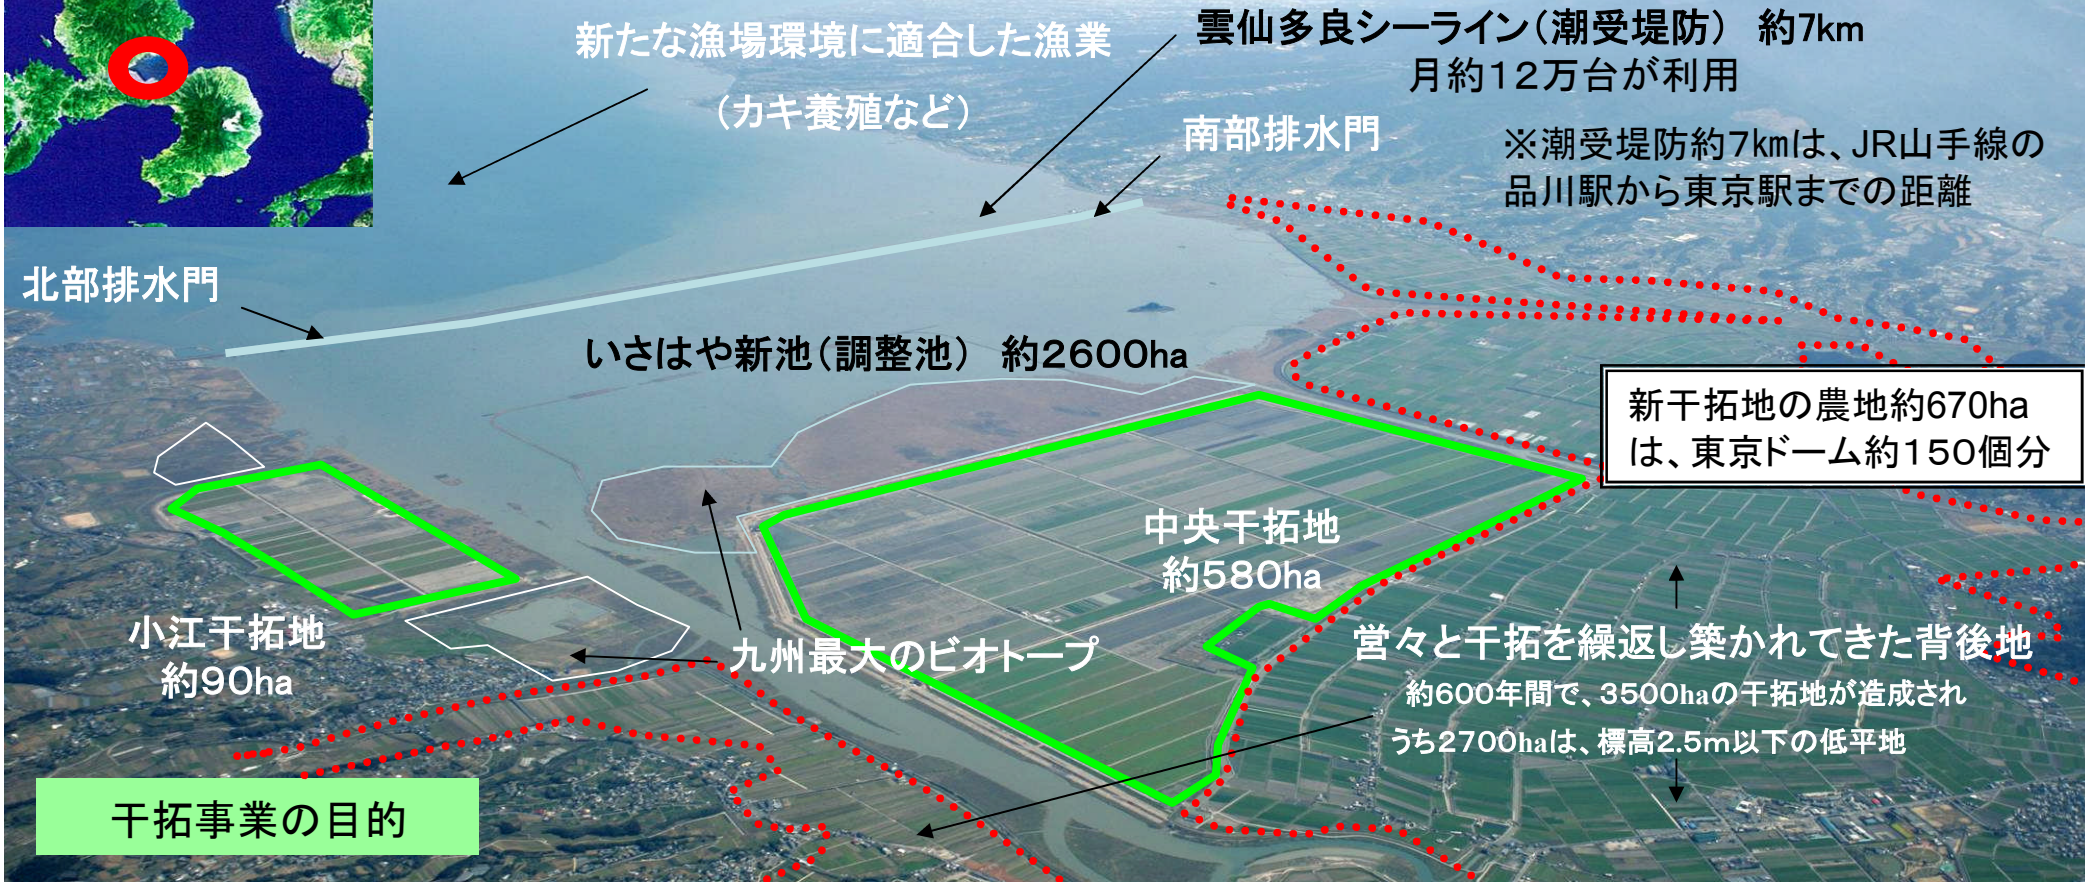 新たな漁場環境に適合した漁業
(カキ養殖など)
雲仙多良シーライン(潮受堤防) 約7km
月約12万台が利用
南部排水門
※潮受堤防約7㎞は、JR山手線の
品川駅から東京駅までの距離
北部排水門
いさはや新池(調整池) 約2600ha
新干拓地の農地約670ha
は、東京ドーム約150個分
中央干拓地
約580ha
小江干拓地
約90ha
九州最大のビオトープ
営々と干拓を繰返し築かれてきた背後地
約600年間で、3500haの干拓地が造成され
うち2700haは、標高2.5m以下の低平地
干拓事業の目的